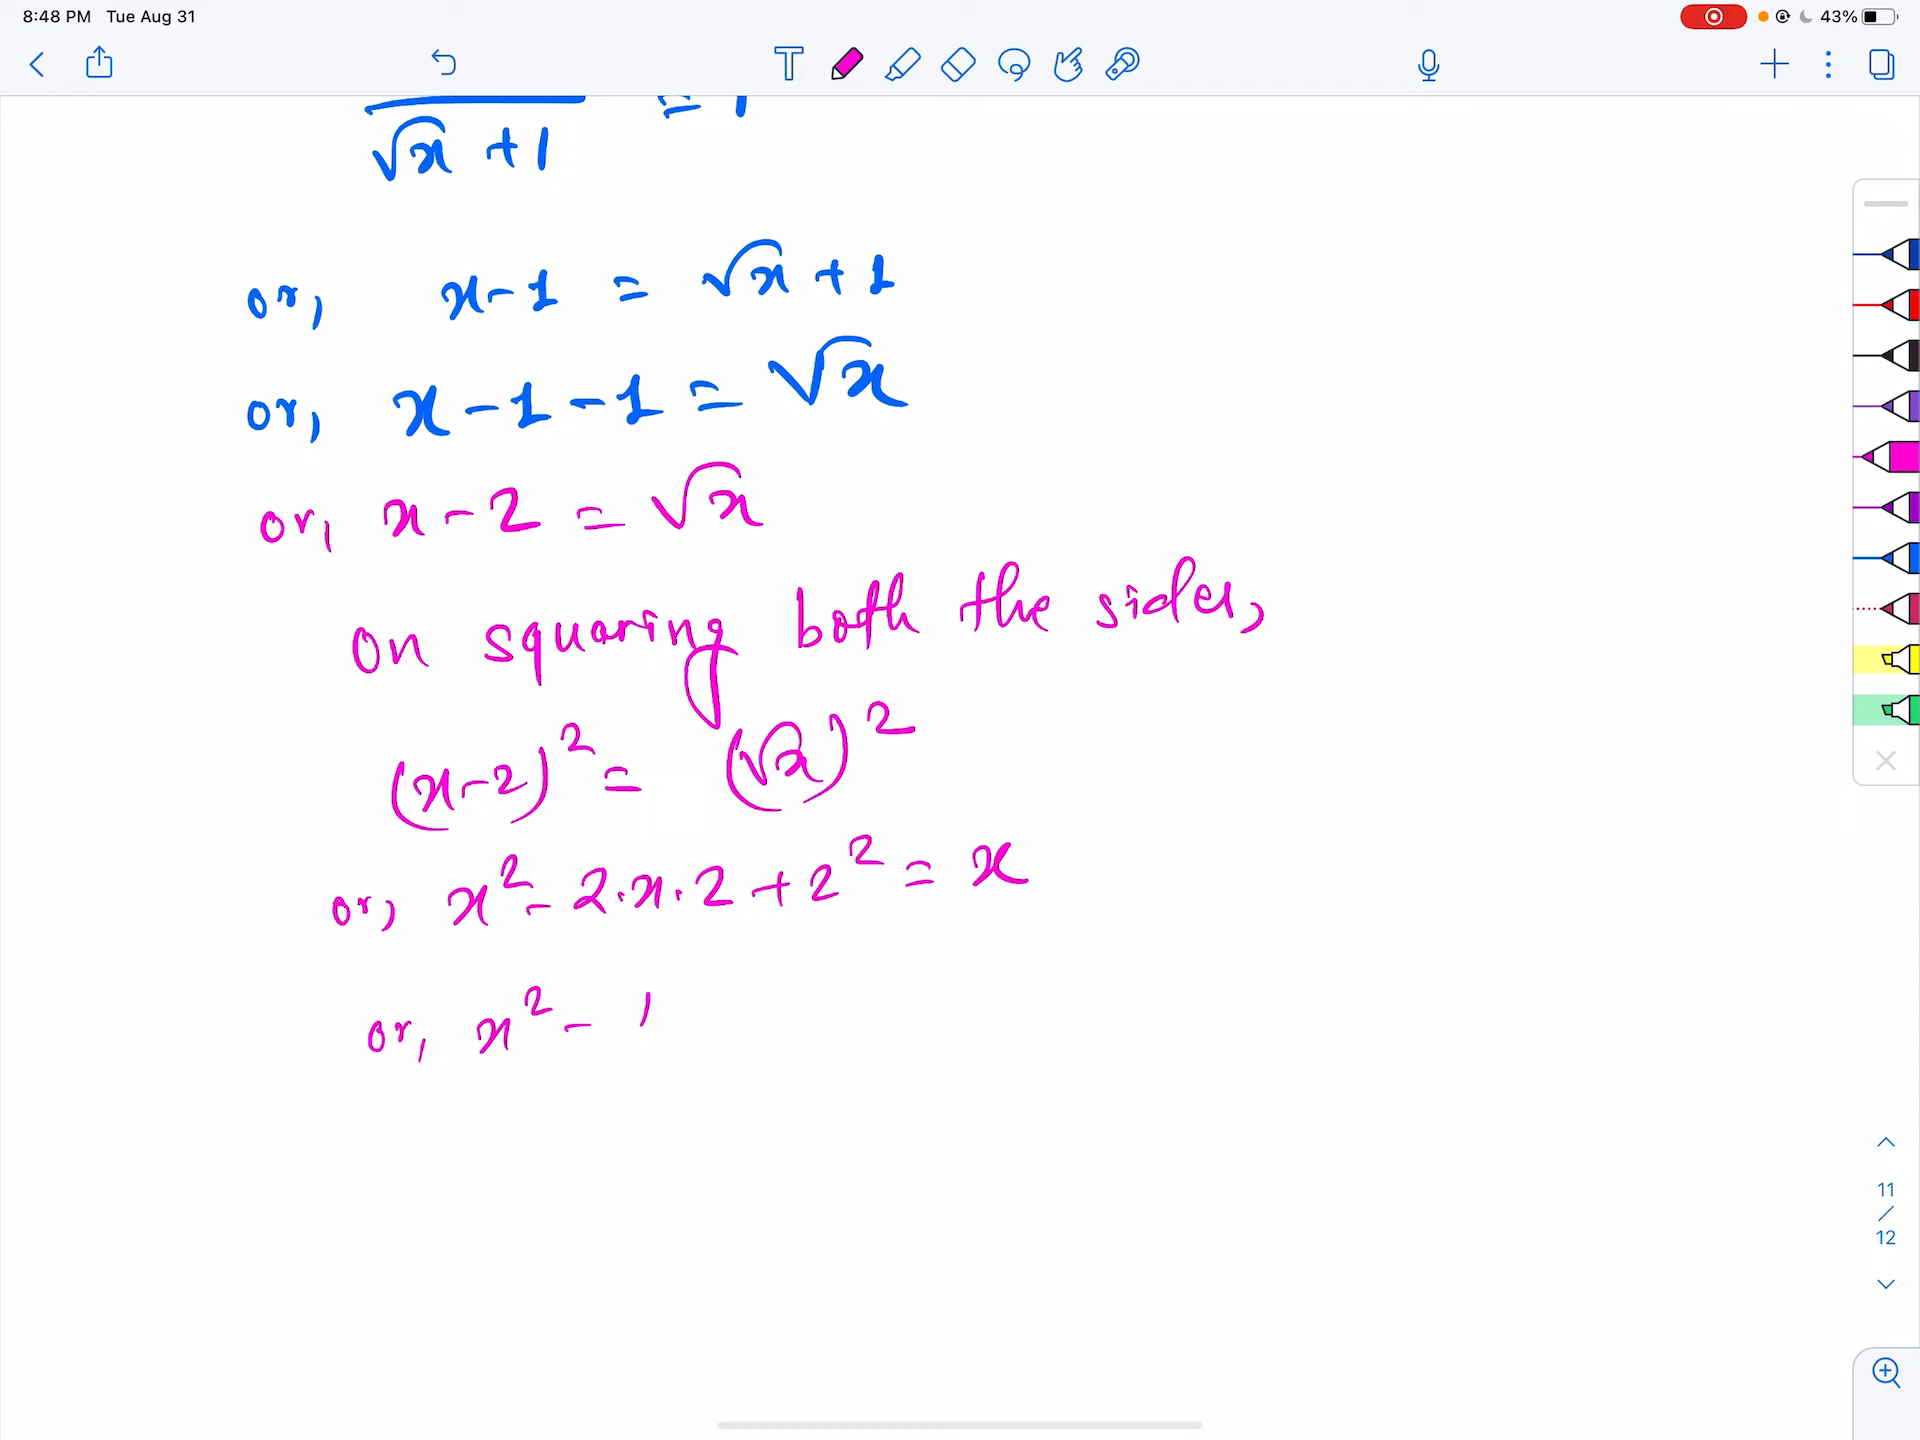 8:48 PM Tue Aug 31
43%
T
√x + 1 = 1
or, x - 1 = √x + 1
or, x - 1 - 1 = √x
or, x - 2 = √x
On squaring both the sides,
(x-2)² = (√x)²
or, x² - 2·x·2 + 2² = x
or, x² -
11
/
12